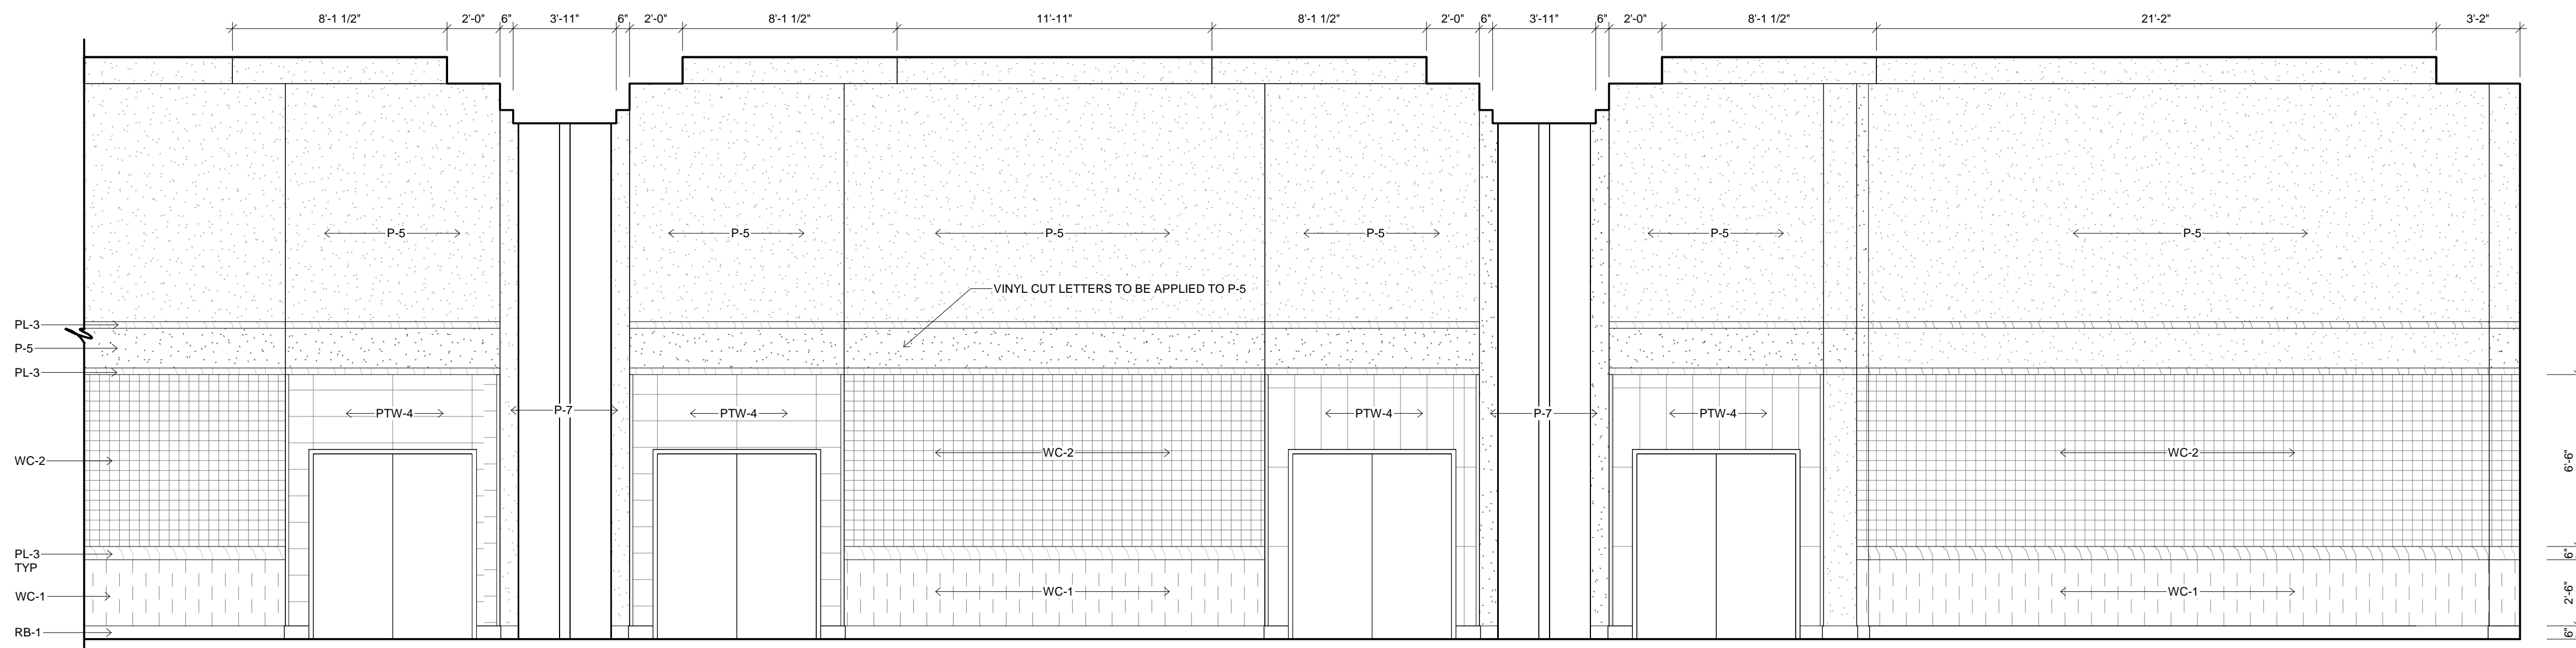 8'-1 1/2" 2'-0" 6" 3'-11" 6" 2'-0" 8'-1 1/2" 11'-11" 8'-1 1/2" 2'-0" 6" 3'-11" 6" 2'-0" 8'-1 1/2" 21'-2" 3'-2"
P-5 P-5 P-5 P-5 P-5 P-5
VINYL CUT LETTERS TO BE APPLIED TO P-5
PL-3
P-5
PL-3
PTW-4 P-7 PTW-4 PTW-4 P-7 PTW-4
WC-2 WC-2 WC-2 6'-6"
PL-3 6"
TYP
WC-1 WC-1 WC-1 2'-6"
RB-1 6"